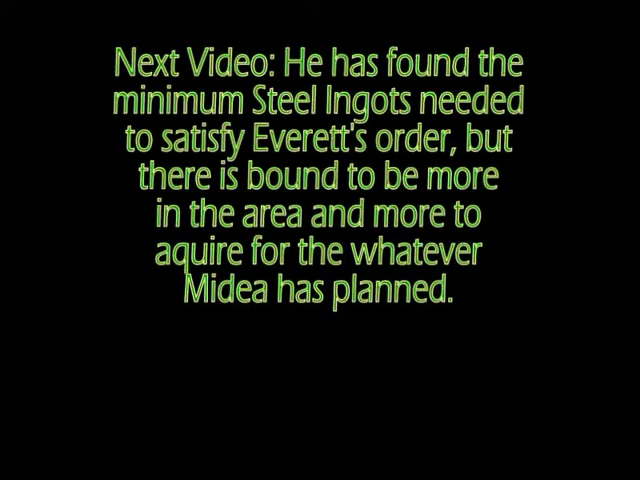 Next Video: He has found the
minimum Steel Ingots needed
to satisfy Everett's order, but
there is bound to be more
in the area and more to
aquire for the whatever
Midea has planned.